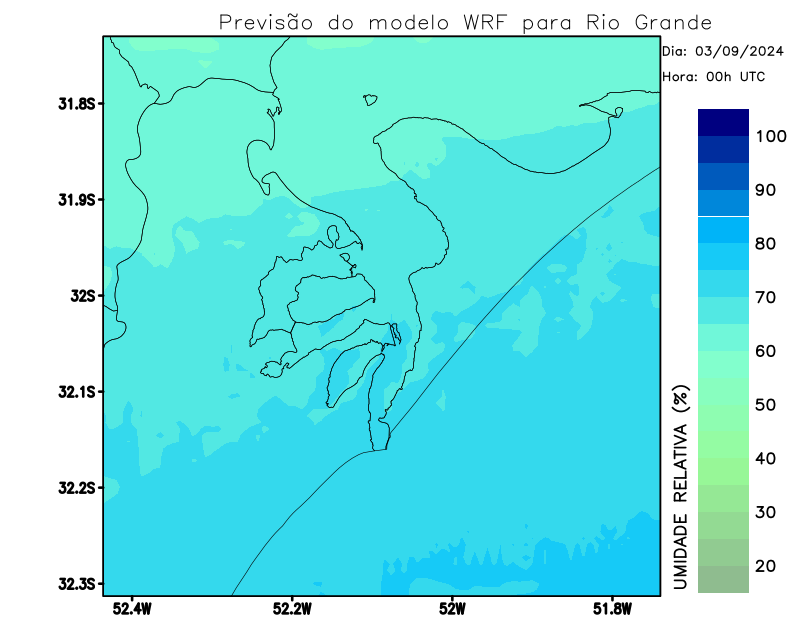 Previsão do modelo WRF para Rio Grande
Dia: 03/09/2024
Hora: 00h UTC
31.8S
31.9S
32S
32.1S
32.2S
32.3S
52.4W
52.2W
52W
51.8W
100
90
80
70
60
50
40
30
20
UMIDADE RELATIVA (%)